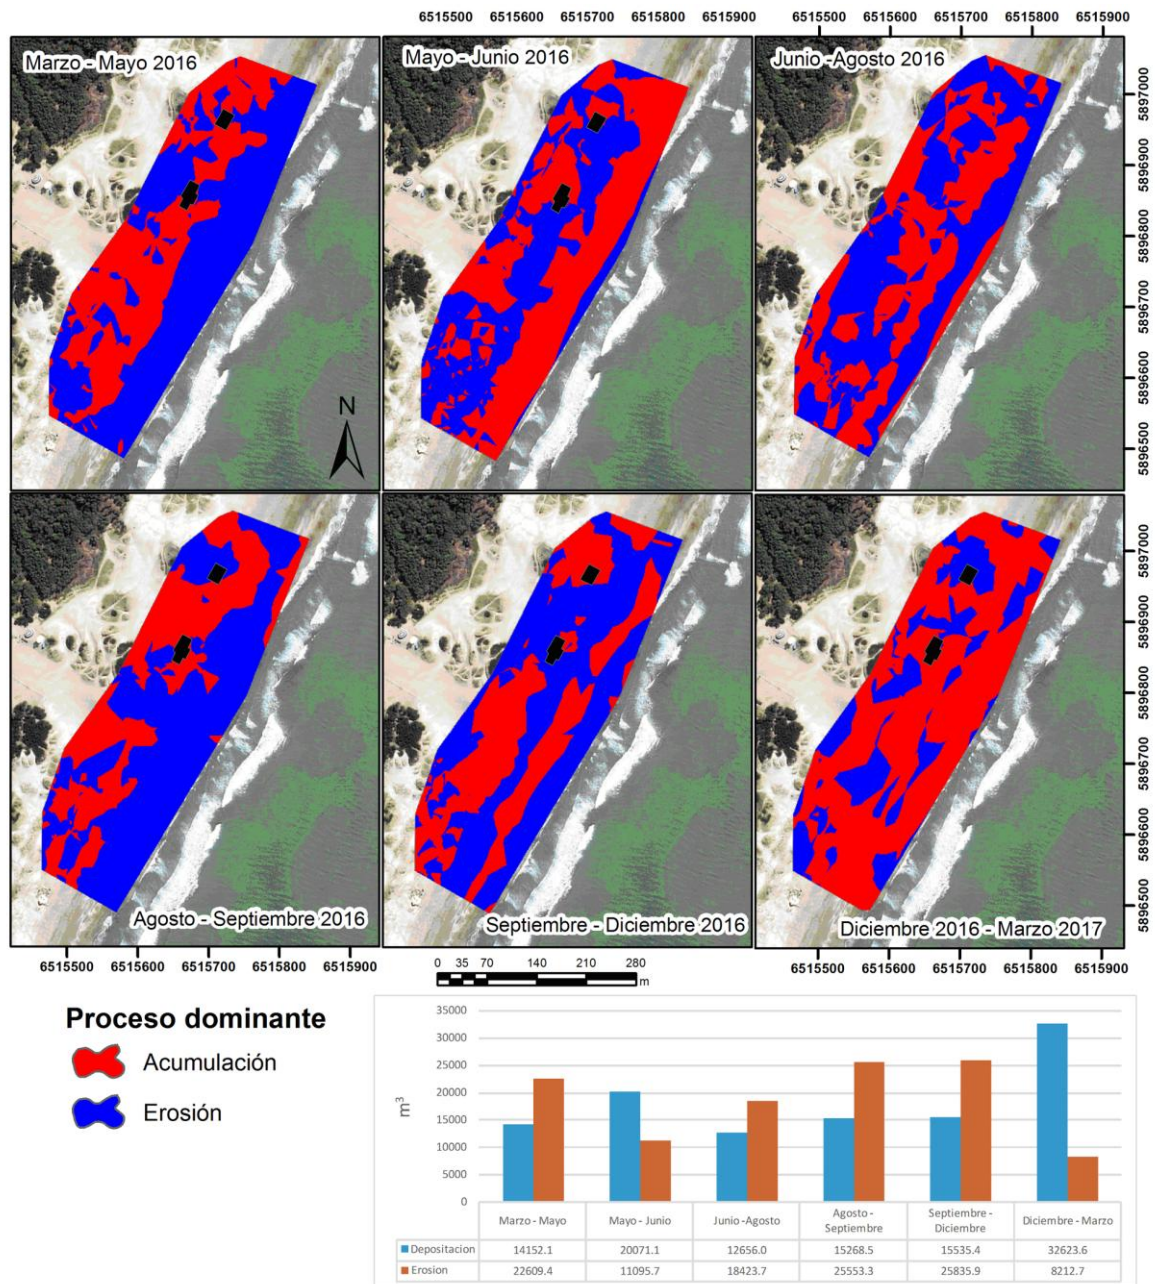 6515500 6515600 6515700 6515800 6515900 6515500 6515600 6515700 6515800 6515900
Marzo - Mayo 2016
Mayo - Junio 2016
Junio -Agosto 2016
5897000
5896900
5896800
5896700
5896600
5896500
N
Agosto - Septiembre 2016
Septiembre - Diciembre 2016
Diciembre 2016 - Marzo 2017
5897000
5896900
5896800
5896700
5896600
5896500
6515500 6515600 6515700 6515800 6515900 6515500 6515600 6515700 6515800 6515900
0 35 70 140 210 280
m
Proceso dominante
Acumulación
Erosión
m³
35000
30000
25000
20000
15000
10000
5000
0
Marzo - Mayo Mayo - Junio Junio -Agosto Agosto - Septiembre Septiembre - Diciembre Diciembre - Marzo
Depositacion 14152.1 20071.1 12656.0 15268.5 15535.4 32623.6
Erosion 22609.4 11095.7 18423.7 25553.3 25835.9 8212.7